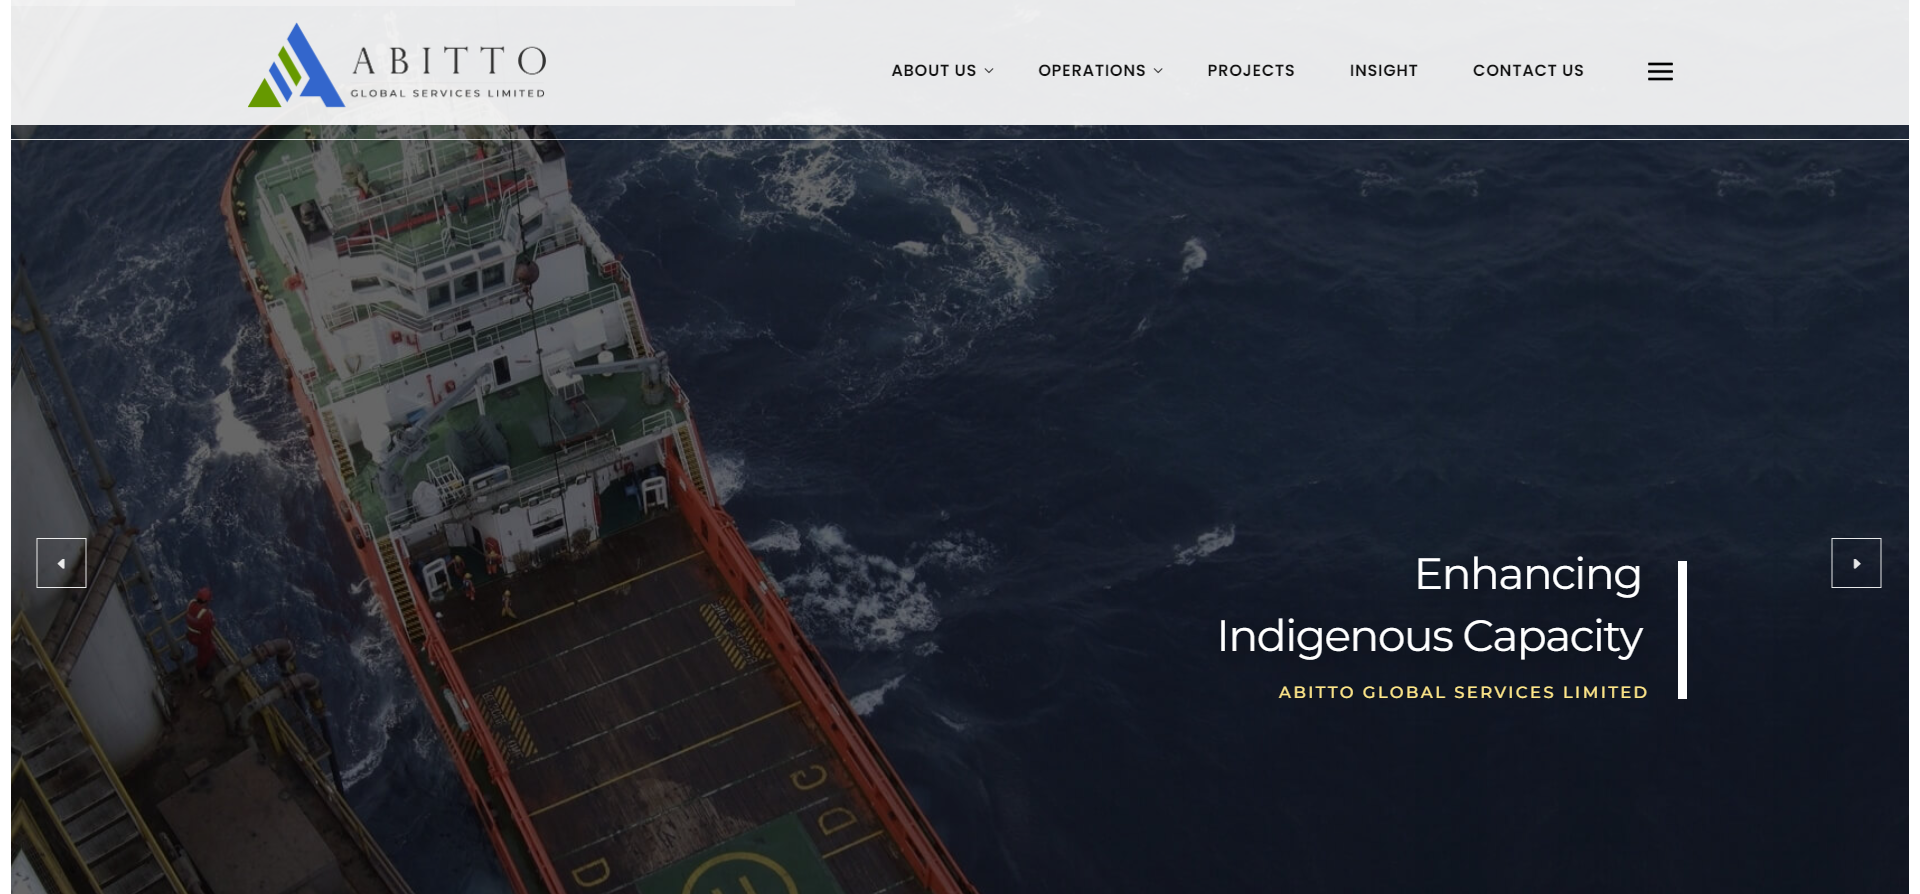 ABITTO
GLOBAL SERVICES LIMITED
ABOUT US
OPERATIONS
PROJECTS
INSIGHT
CONTACT US
Enhancing
Indigenous Capacity
ABITTO GLOBAL SERVICES LIMITED